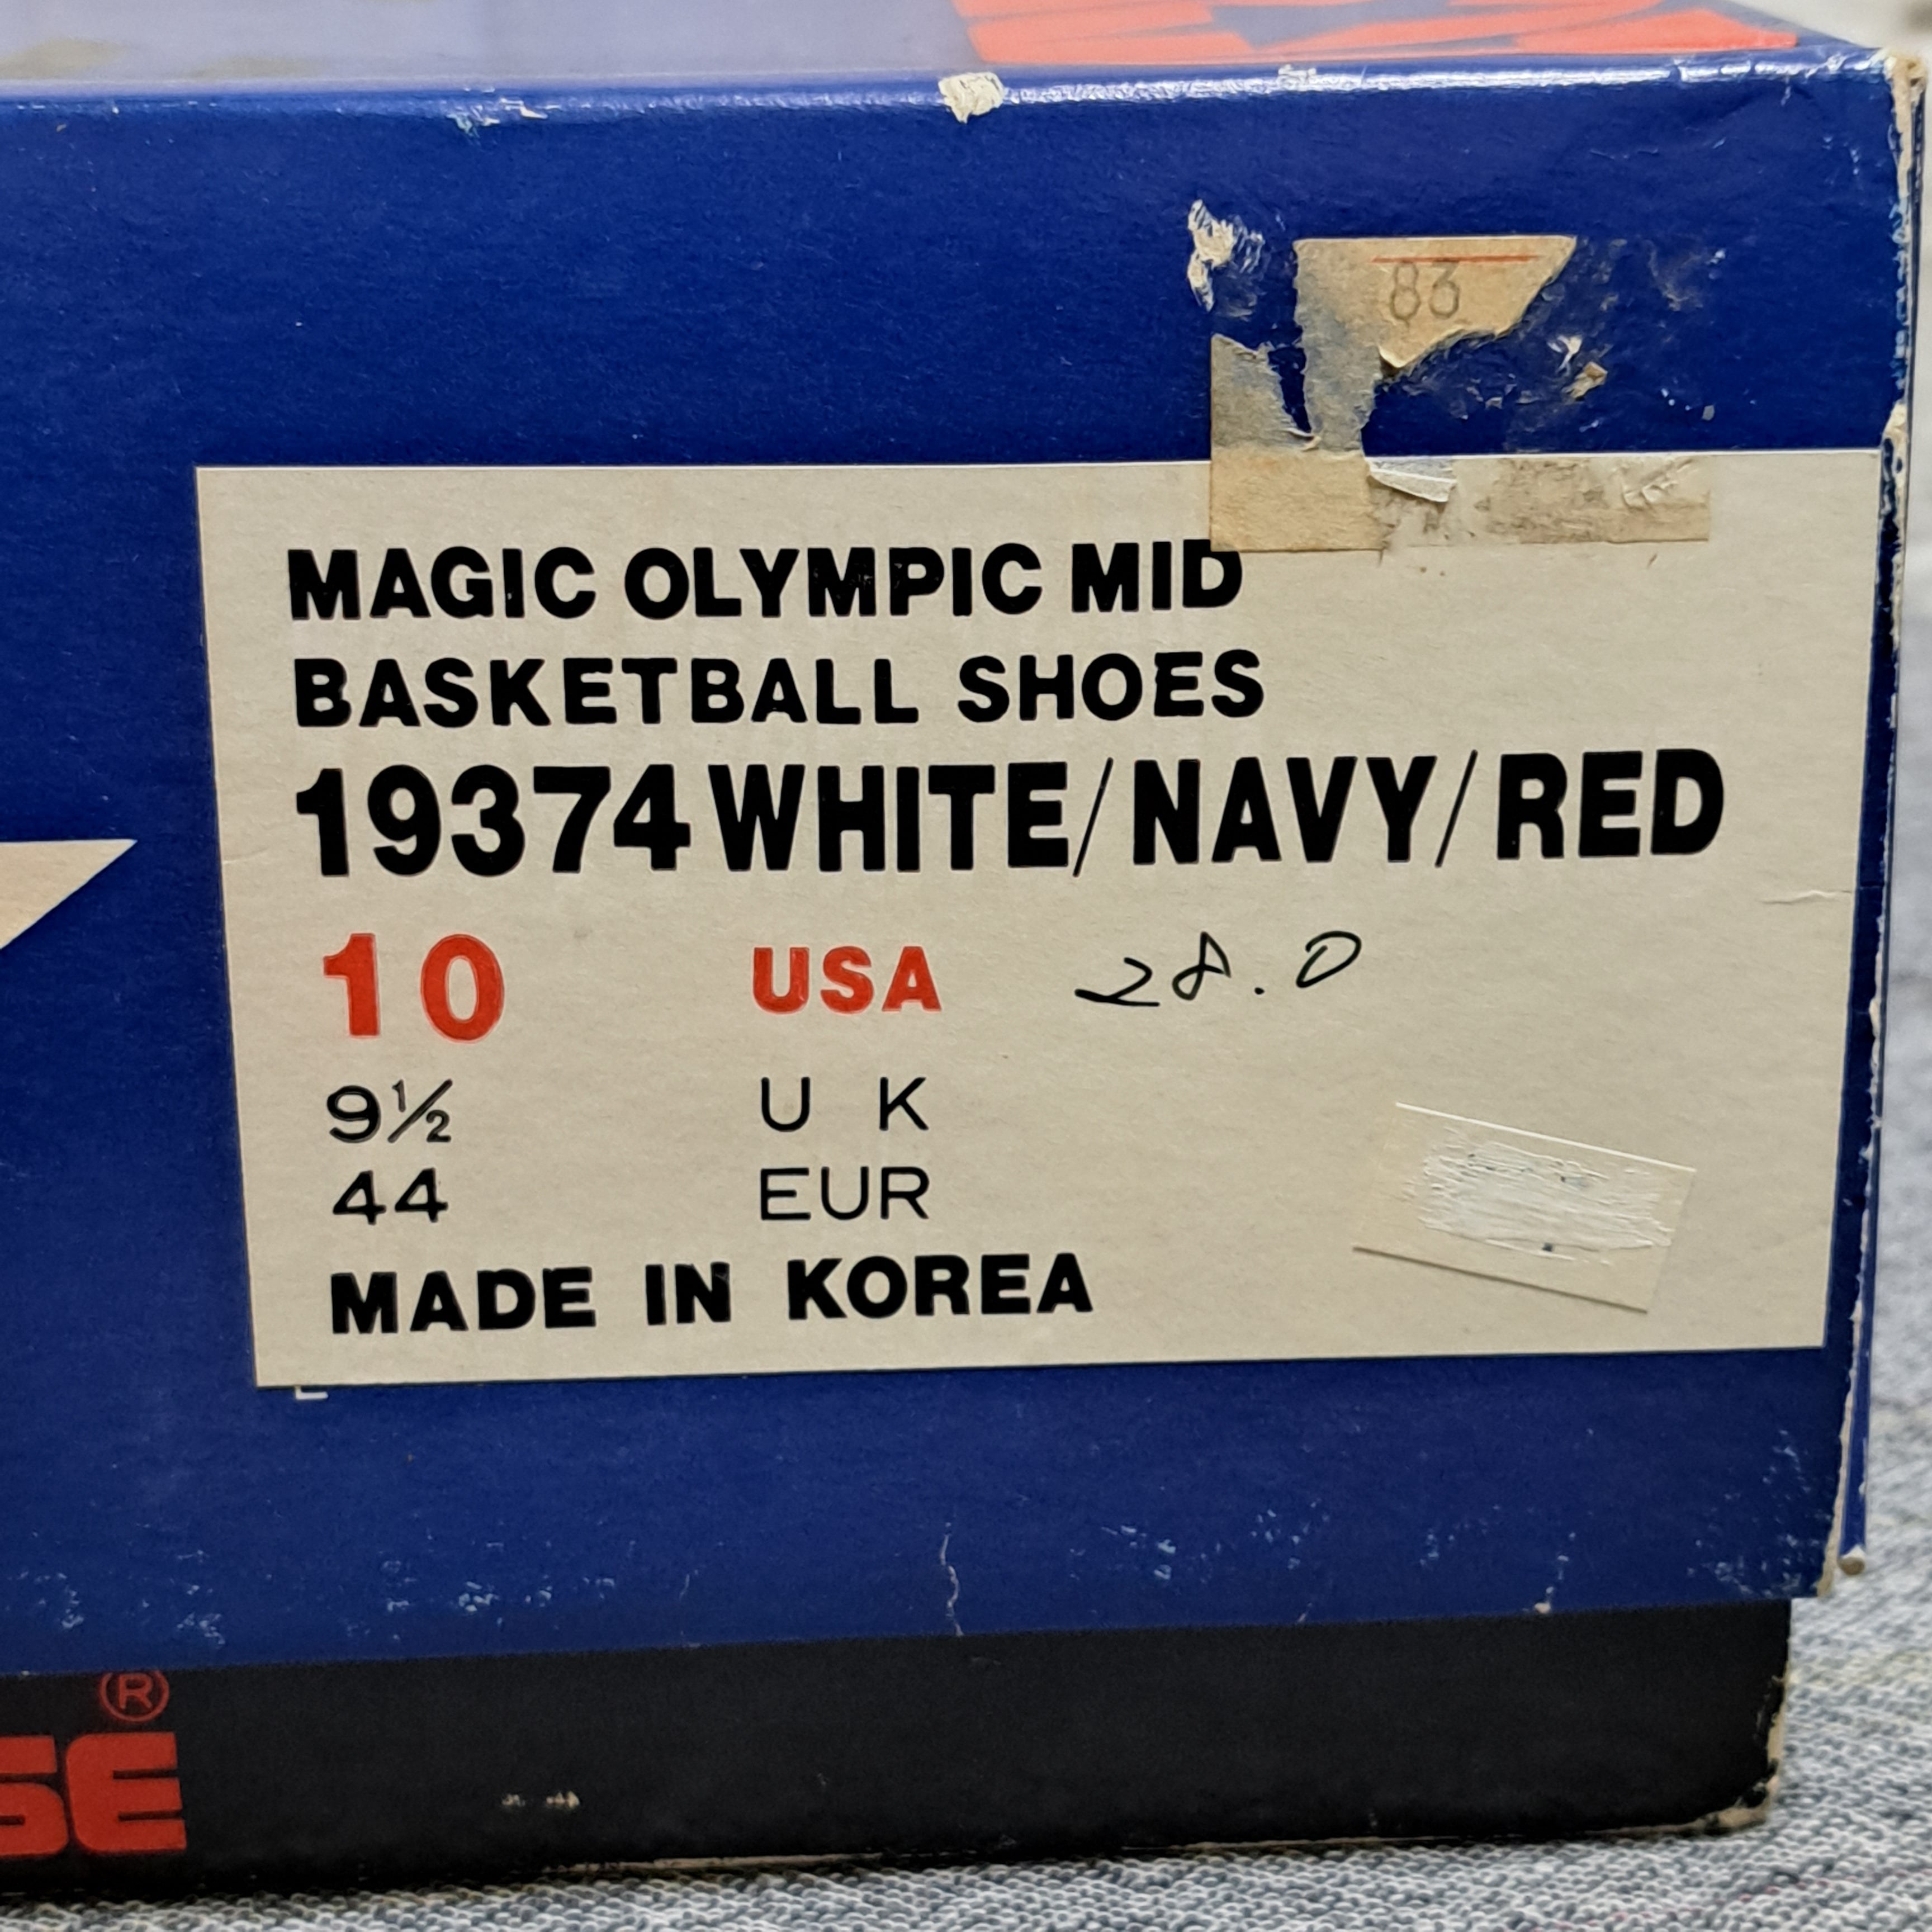 83
MAGIC OLYMPIC MID
BASKETBALL SHOES
19374 WHITE/NAVY/RED
10 USA 28.0
9½ U K
44 EUR
MADE IN KOREA
®
SE